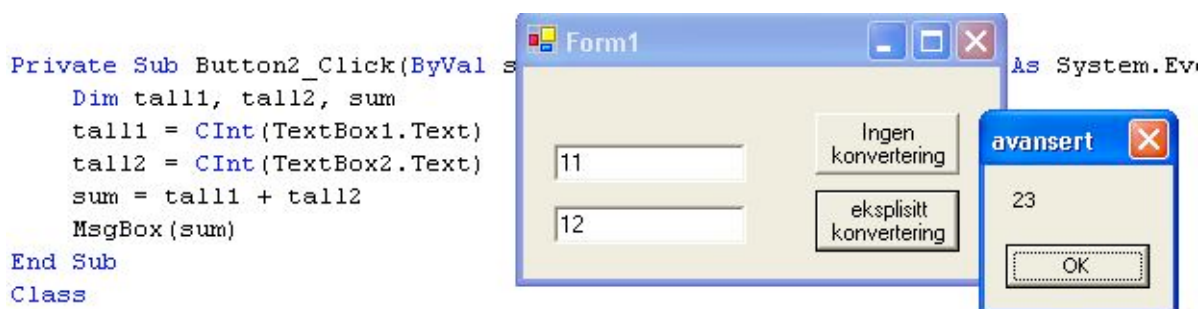 Private Sub Button2_Click(ByVal s
As System.Eve
Dim tall1, tall2, sum
tall1 = CInt(TextBox1.Text)
tall2 = CInt(TextBox2.Text)
sum = tall1 + tall2
MsgBox(sum)
End Sub
Class
Form1
11
12
Ingen
konvertering
eksplisitt
konvertering
avansert
23
OK